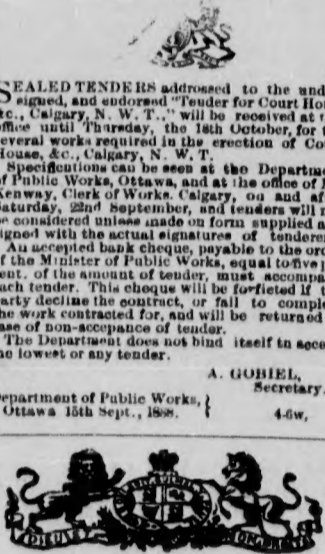 SEALED TENDERS addressed to the und
signed, and endorsed "Tender for Court Hou
&c., Calgary, N. W. T.," will be received at
office until Thursday, the 18th October, for
several works required in the erection of Co
House, &c., Calgary, N. W. T.
Specifications can be seen at the Departme
of Public Works, Ottawa, and at the office of
Kenway, Clerk of Works. Calgary, on and af
Saturday, 22nd September, and tenders will
be considered unless made on form supplied a
signed with the actual signatures of tendere
An accepted bank cheque, payable to the ord
of the Minister of Public Works, equal to five
cent. of the amount of tender, must accompa
each tender. This cheque will be forfieted if
party decline the contract, or fail to comple
the work contracted for, and will be returned
case of non-accepance of tender.
The Department does not bind itself to acce
the lowest or any tender.
A. GOBIEL,
Secretary.
Department of Public Works,
Ottawa 15th Sept., 1888.
4-6w,
DIEU ET MON DROIT